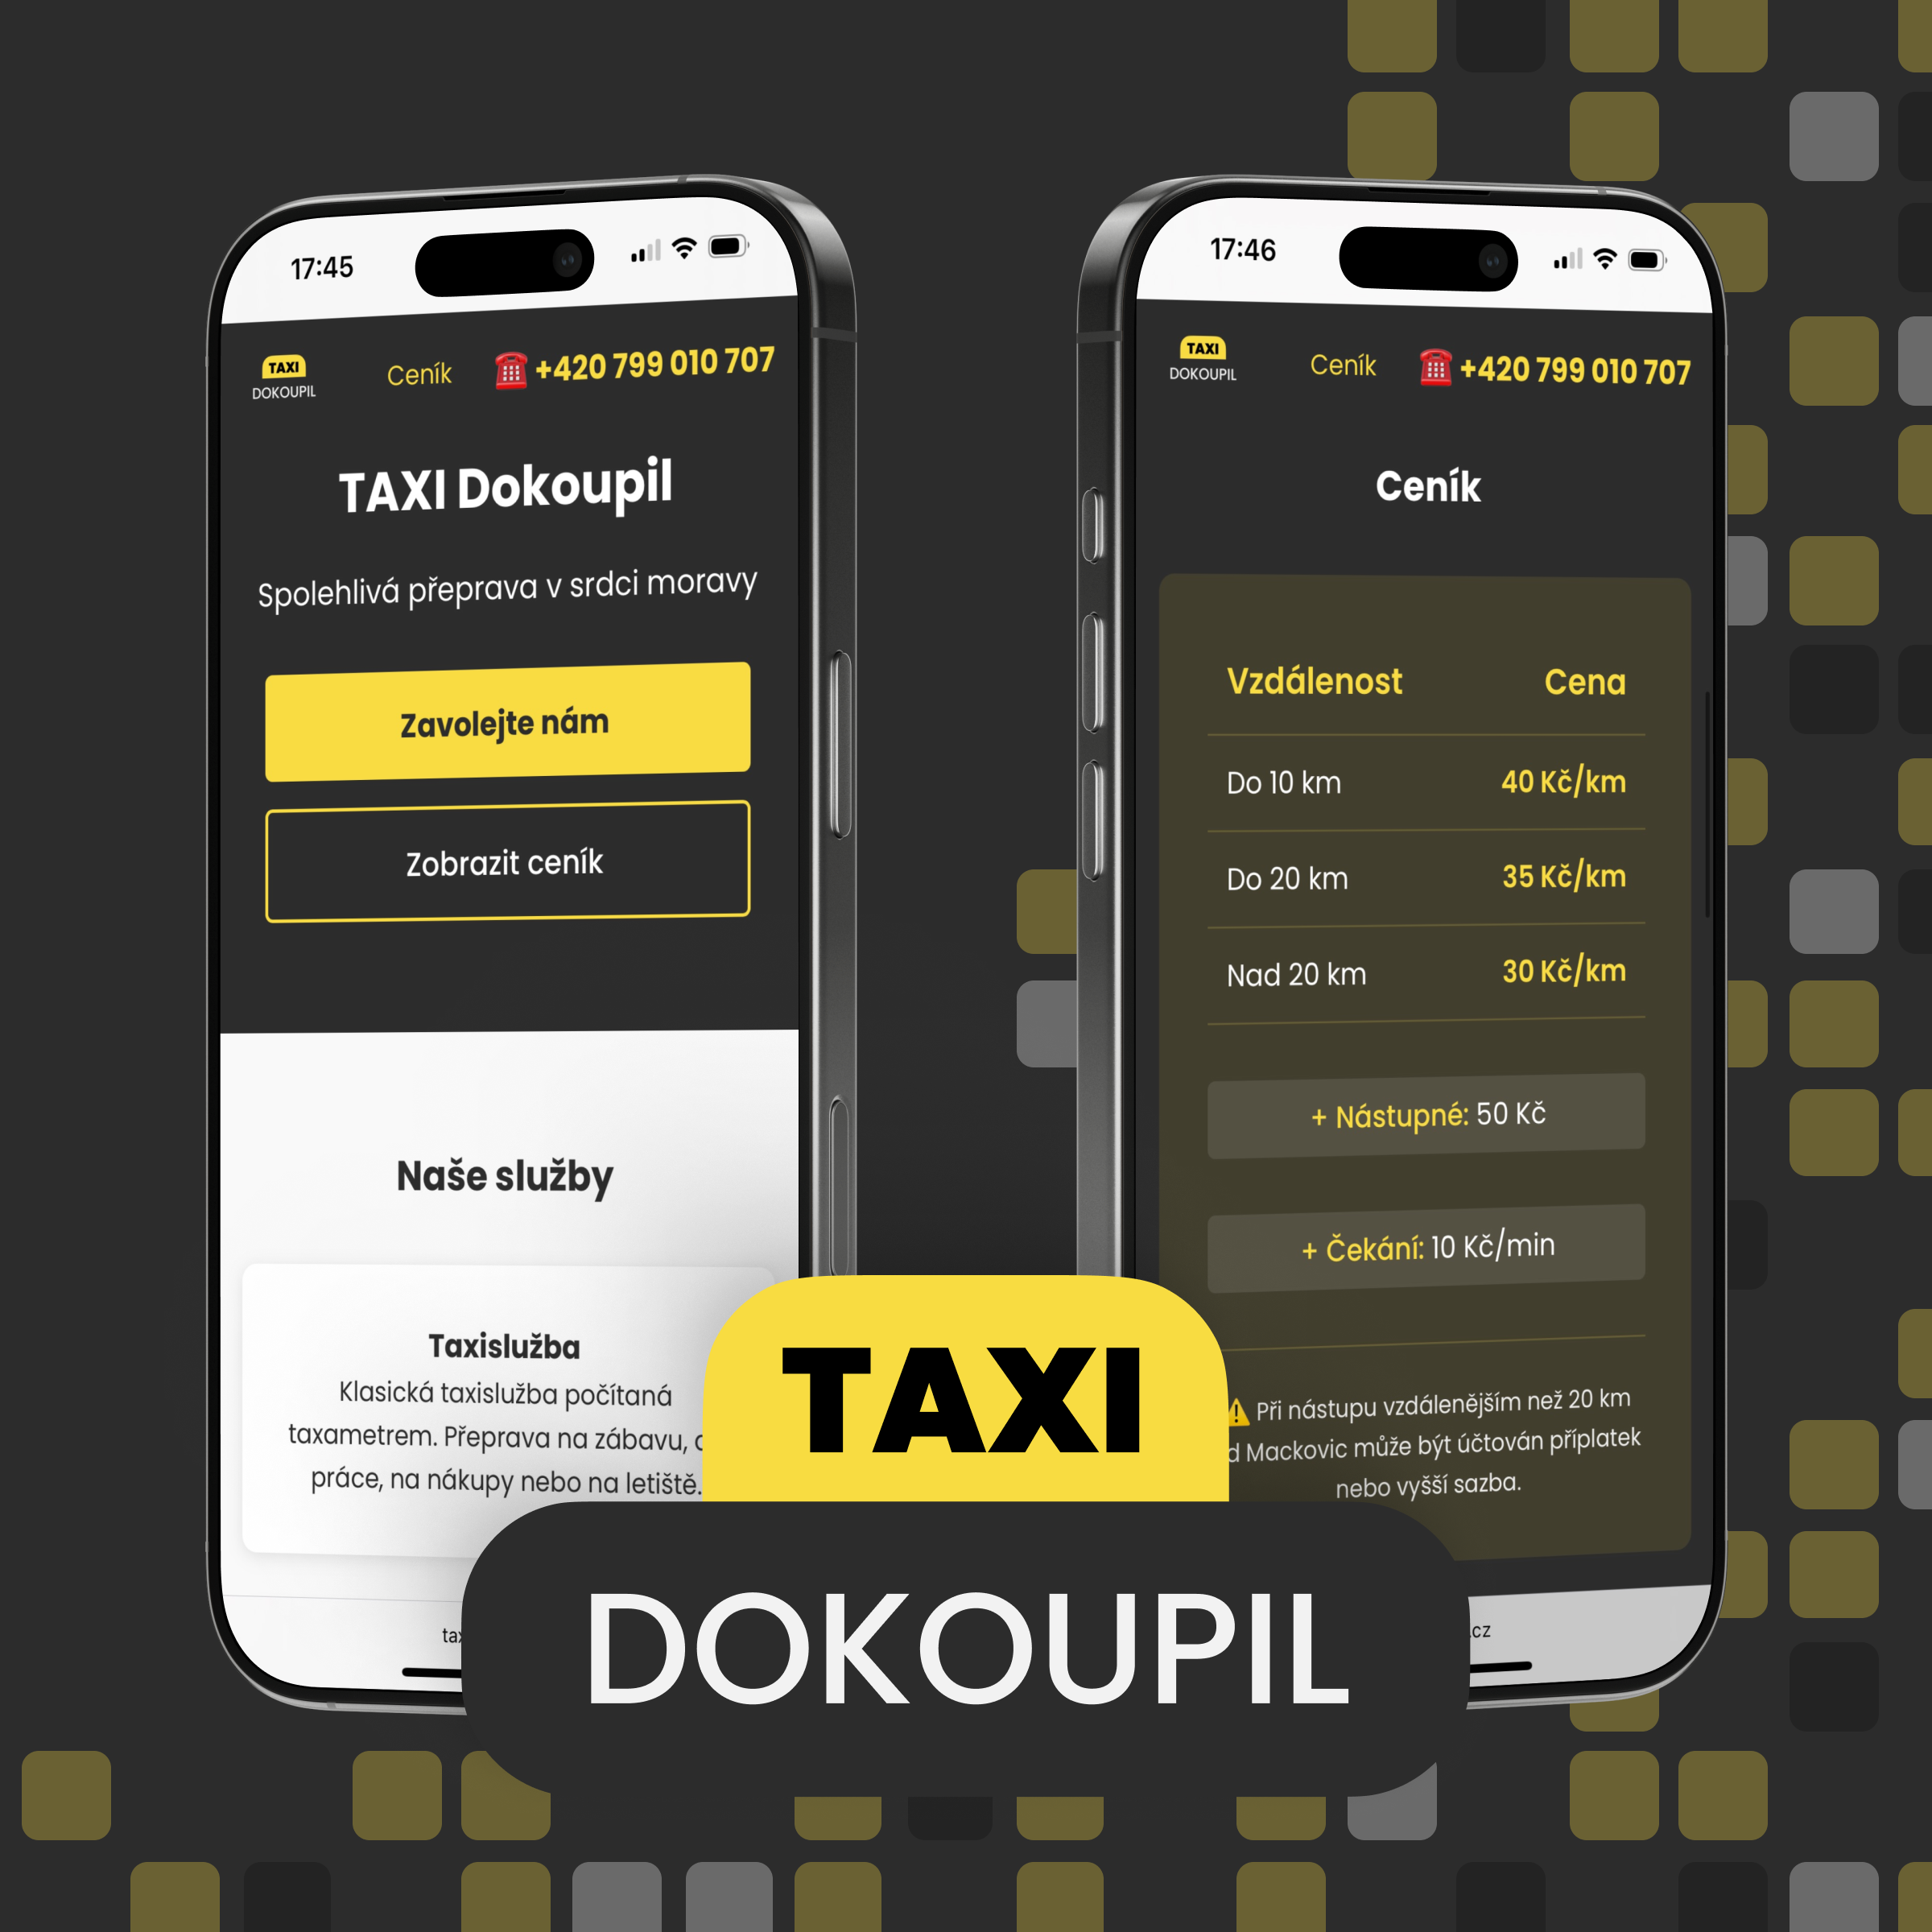 17:45
TAXI
DOKOUPIL
Ceník
+420 799 010 707
TAXI Dokoupil
Spolehlivá přeprava v srdci moravy
Zavolejte nám
Zobrazit ceník
Naše služby
Taxislužba
Klasická taxislužba počítaná
taxametrem. Přeprava na zábavu,
práce, na nákupy nebo na letiště.
17:46
TAXI
DOKOUPIL
Ceník
+420 799 010 707
Ceník
Vzdálenost Cena
Do 10 km 40 Kč/km
Do 20 km 35 Kč/km
Nad 20 km 30 Kč/km
+ Nástupné: 50 Kč
+ Čekání: 10 Kč/min
Při nástupu vzdálenějším než 20 km
Mackovic může být účtován příplatek
nebo vyšší sazba.
.cz
TAXI
DOKOUPIL